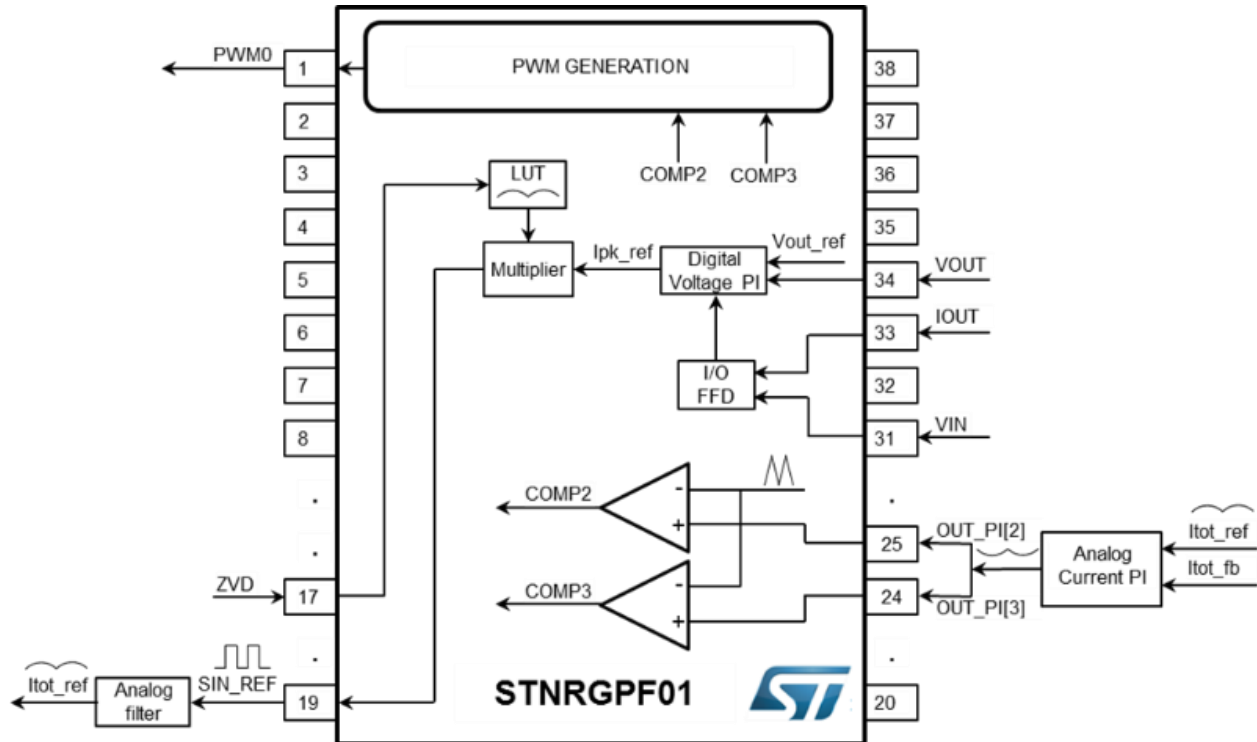 PWM0
1
PWM GENERATION
38
2
37
3
LUT
COMP2
COMP3
36
4
35
5
Multiplier
Ipk_ref
Digital
Voltage PI
Vout_ref
34
VOUT
6
33
IOUT
7
I/O
FFD
32
8
31
VIN
.
COMP2
-
+
.
.
25
OUT_PI[2]
Analog
Current PI
Itot_ref
Itot_fb
ZVD
17
COMP3
-
+
24
OUT_PI[3]
.
.
Itot_ref
Analog
filter
SIN_REF
19
STNRGPF01
ST
20